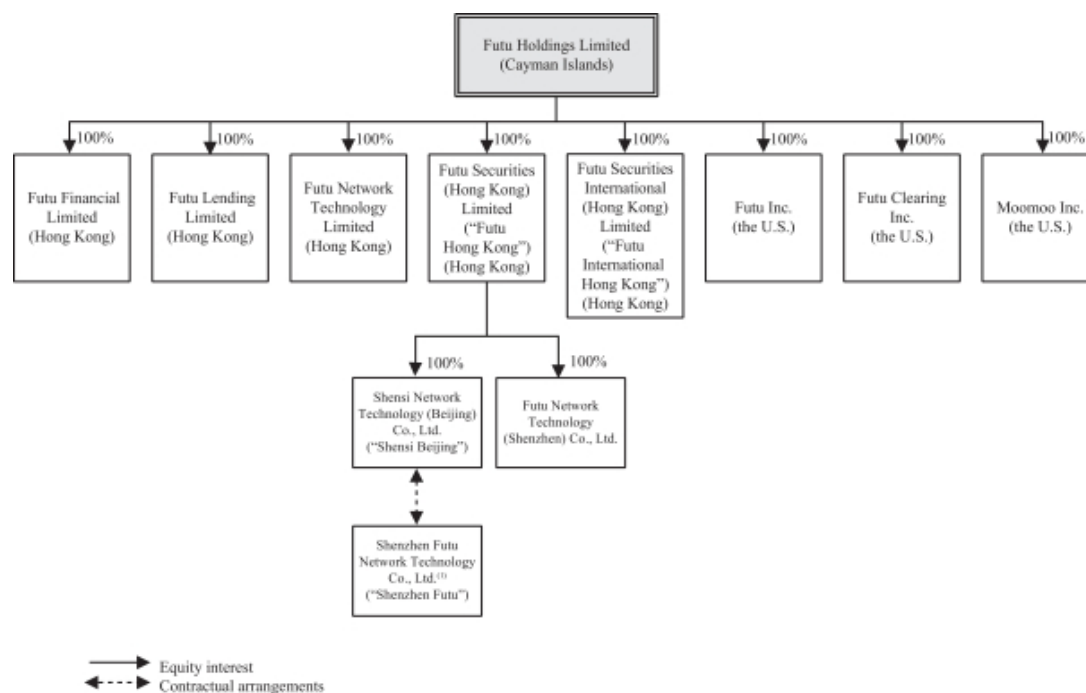 Futu Holdings Limited
(Cayman Islands)
100%
100%
100%
100%
100%
100%
100%
100%
Futu Financial
Limited
(Hong Kong)
Futu Lending
Limited
(Hong Kong)
Futu Network
Technology
Limited
(Hong Kong)
Futu Securities
(Hong Kong)
Limited
(“Futu
Hong Kong”)
(Hong Kong)
Futu Securities
International
(Hong Kong)
Limited
(“Futu
International
Hong Kong”)
(Hong Kong)
Futu Inc.
(the U.S.)
Futu Clearing
Inc.
(the U.S.)
Moomoo Inc.
(the U.S.)
100%
100%
Shensi Network
Technology (Beijing)
Co., Ltd.
(“Shensi Beijing”)
Futu Network
Technology
(Shenzhen) Co., Ltd.
Shenzhen Futu
Network Technology
Co., Ltd.(1)
(“Shenzhen Futu”)
Equity interest
Contractual arrangements